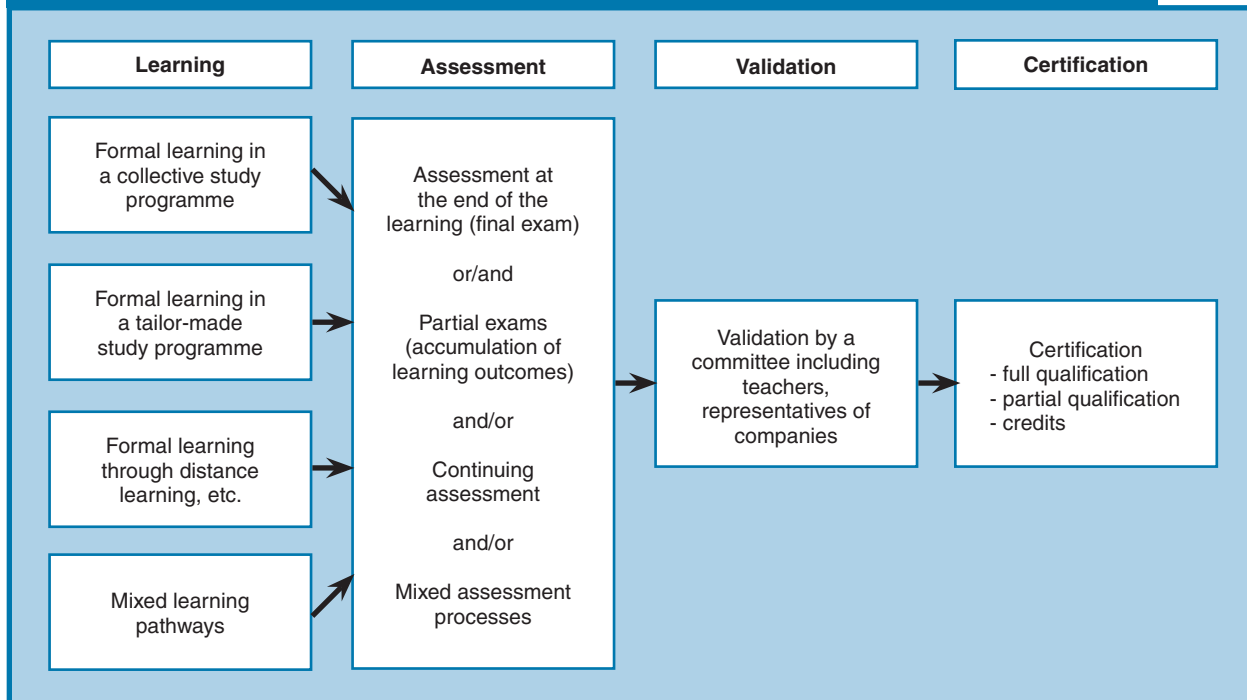 Learning
Assessment
Validation
Certification
Formal learning in
a collective study
programme
Formal learning in
a tailor-made
study programme
Formal learning
through distance
learning, etc.
Mixed learning
pathways
Assessment at
the end of the
learning (final exam)
or/and
Partial exams
(accumulation of
learning outcomes)
and/or
Continuing
assessment
and/or
Mixed assessment
processes
Validation by a
committee including
teachers,
representatives of
companies
Certification
- full qualification
- partial qualification
- credits